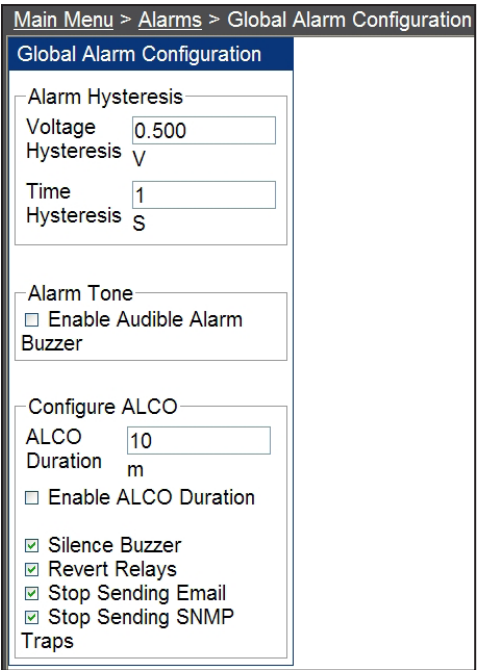 Main Menu > Alarms > Global Alarm Configuration
Global Alarm Configuration
Alarm Hysteresis
Voltage 0.500
Hysteresis V
Time 1
Hysteresis S
Alarm Tone
Enable Audible Alarm
Buzzer
Configure ALCO
ALCO 10
Duration m
Enable ALCO Duration
Silence Buzzer
Revert Relays
Stop Sending Email
Stop Sending SNMP
Traps